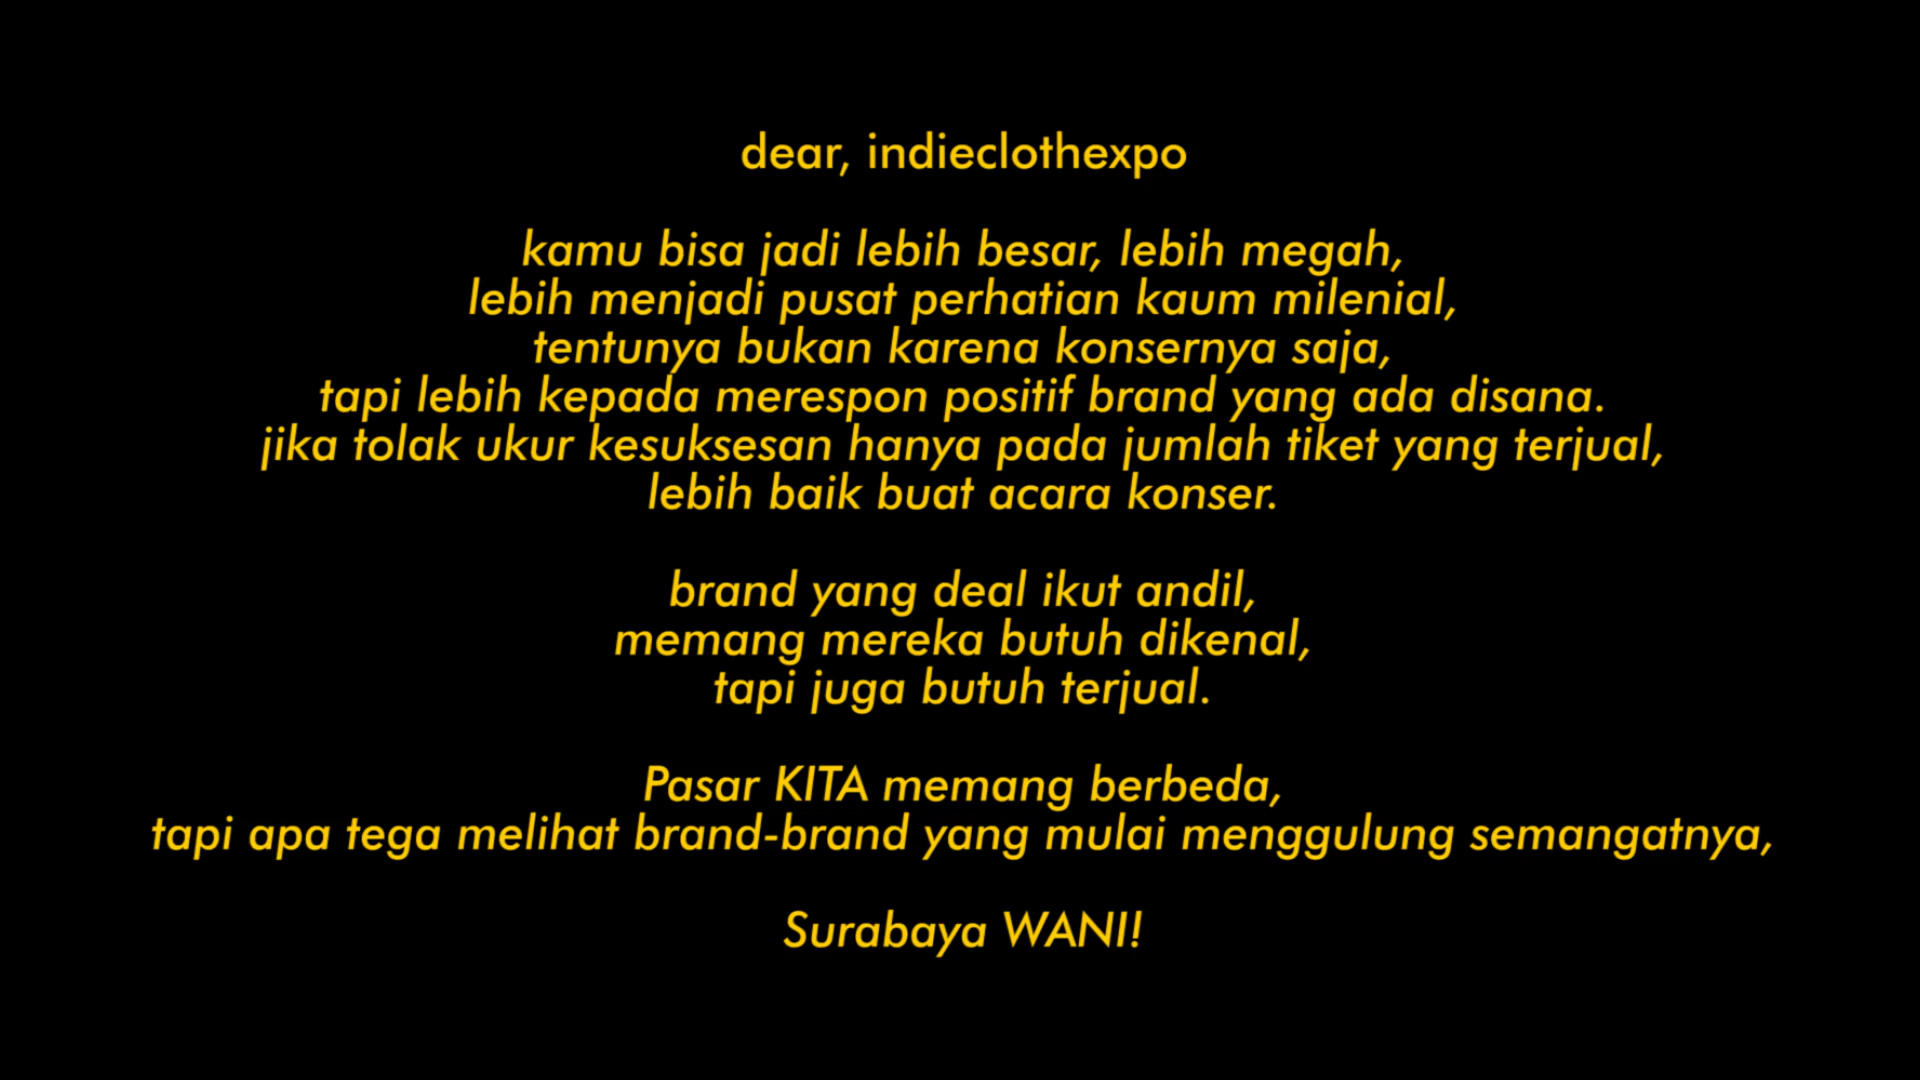 dear, indieclothexpo
kamu bisa jadi lebih besar, lebih megah,
lebih menjadi pusat perhatian kaum milenial,
tentunya bukan karena konsernya saja,
tapi lebih kepada merespon positif brand yang ada disana.
jika tolak ukur kesuksesan hanya pada jumlah tiket yang terjual,
lebih baik buat acara konser.
brand yang deal ikut andil,
memang mereka butuh dikenal,
tapi juga butuh terjual.
Pasar KITA memang berbeda,
tapi apa tega melihat brand-brand yang mulai menggulung semangatnya,
Surabaya WANI!